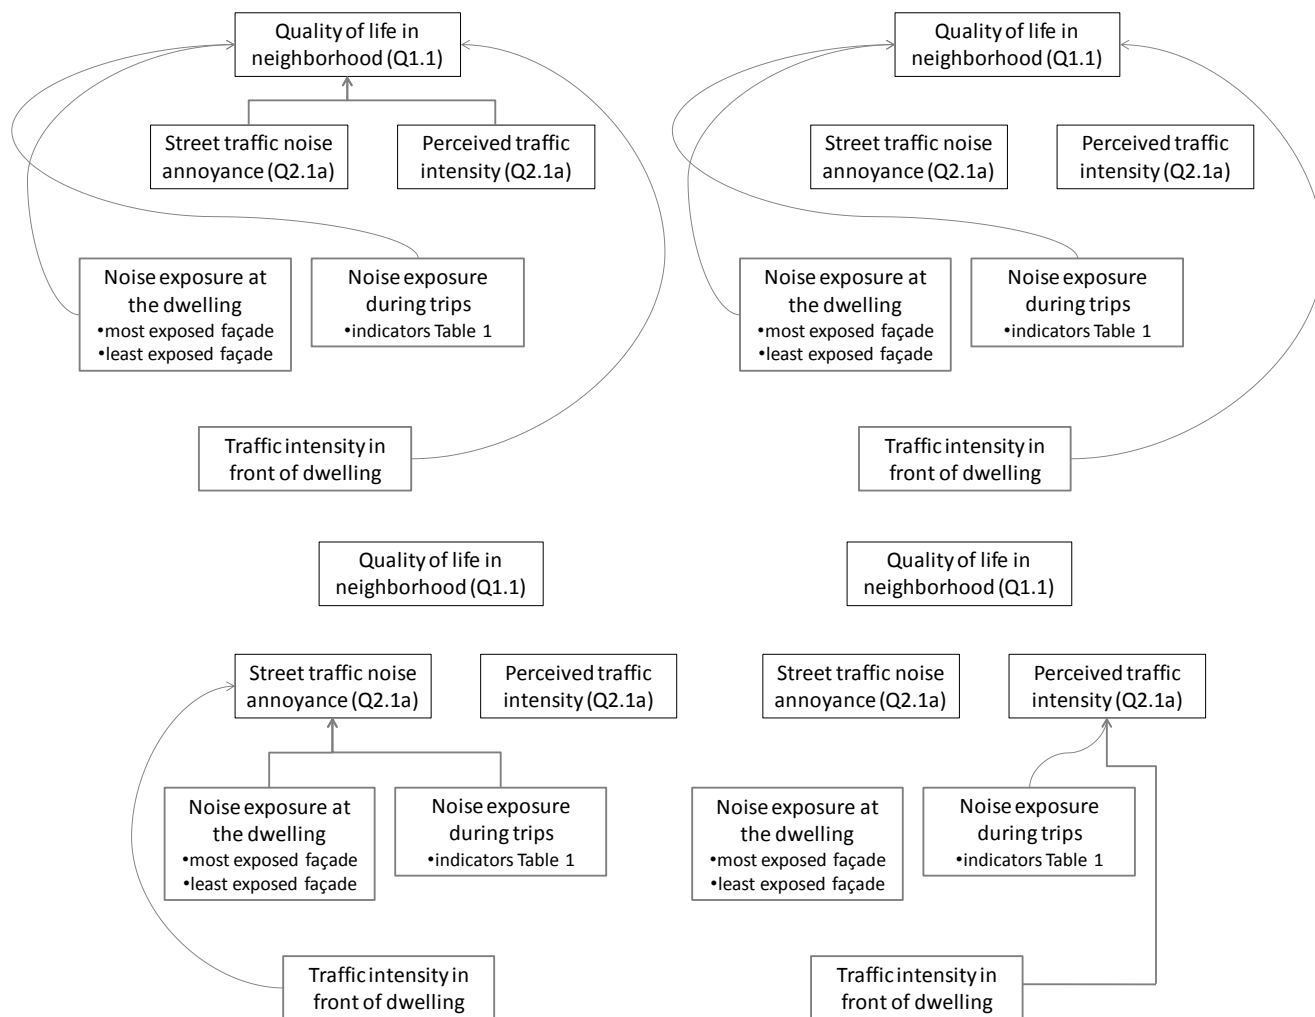 Quality of life in
neighborhood (Q1.1)
Street traffic noise
annoyance (Q2.1a)
Perceived traffic
intensity (Q2.1a)
Noise exposure at
the dwelling
•most exposed façade
•least exposed façade
Noise exposure
during trips
•indicators Table 1
Traffic intensity in
front of dwelling
Quality of life in
neighborhood (Q1.1)
Street traffic noise
annoyance (Q2.1a)
Perceived traffic
intensity (Q2.1a)
Noise exposure at
the dwelling
•most exposed façade
•least exposed façade
Noise exposure
during trips
•indicators Table 1
Traffic intensity in
front of dwelling
Quality of life in
neighborhood (Q1.1)
Street traffic noise
annoyance (Q2.1a)
Perceived traffic
intensity (Q2.1a)
Noise exposure at
the dwelling
•most exposed façade
•least exposed façade
Noise exposure
during trips
•indicators Table 1
Traffic intensity in
front of dwelling
Quality of life in
neighborhood (Q1.1)
Street traffic noise
annoyance (Q2.1a)
Perceived traffic
intensity (Q2.1a)
Noise exposure at
the dwelling
•most exposed façade
•least exposed façade
Noise exposure
during trips
•indicators Table 1
Traffic intensity in
front of dwelling